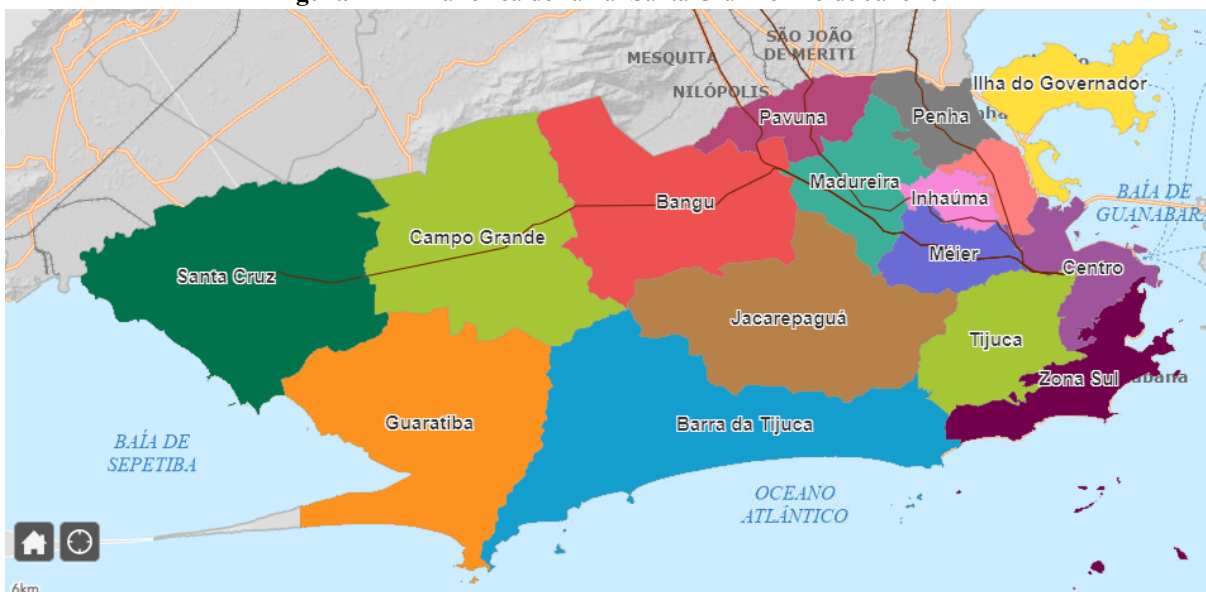 MESQUITA
SÃO JOÃO
DE MERITI
NILÓPOLIS
Ilha do Governador
Pavuna
Penha
Madureira
Inhaúma
BAÍA DE
GUANABARA
Bangu
Campo Grande
Méier
Centro
Santa Cruz
Jacarepaguá
Tijuca
Zona Sul
Guaratiba
Barra da Tijuca
BAÍA DE
SEPETIBA
OCEANO
ATLÂNTICO
6km